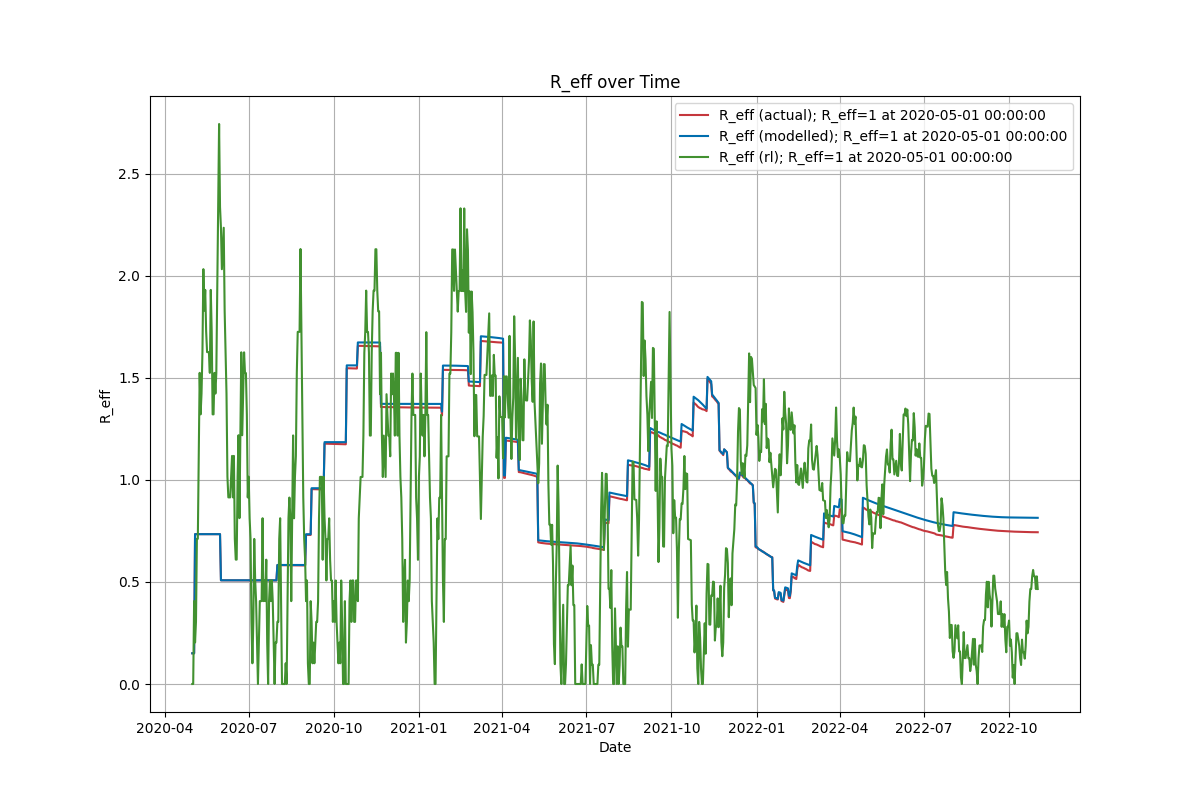 R_eff over Time
R_eff (actual); R_eff=1 at 2020-05-01 00:00:00
R_eff (modelled); R_eff=1 at 2020-05-01 00:00:00
R_eff (rl); R_eff=1 at 2020-05-01 00:00:00
2.5
2.0
1.5
1.0
0.5
0.0
R_eff
2020-04 2020-07 2020-10 2021-01 2021-04 2021-07 2021-10 2022-01 2022-04 2022-07 2022-10
Date